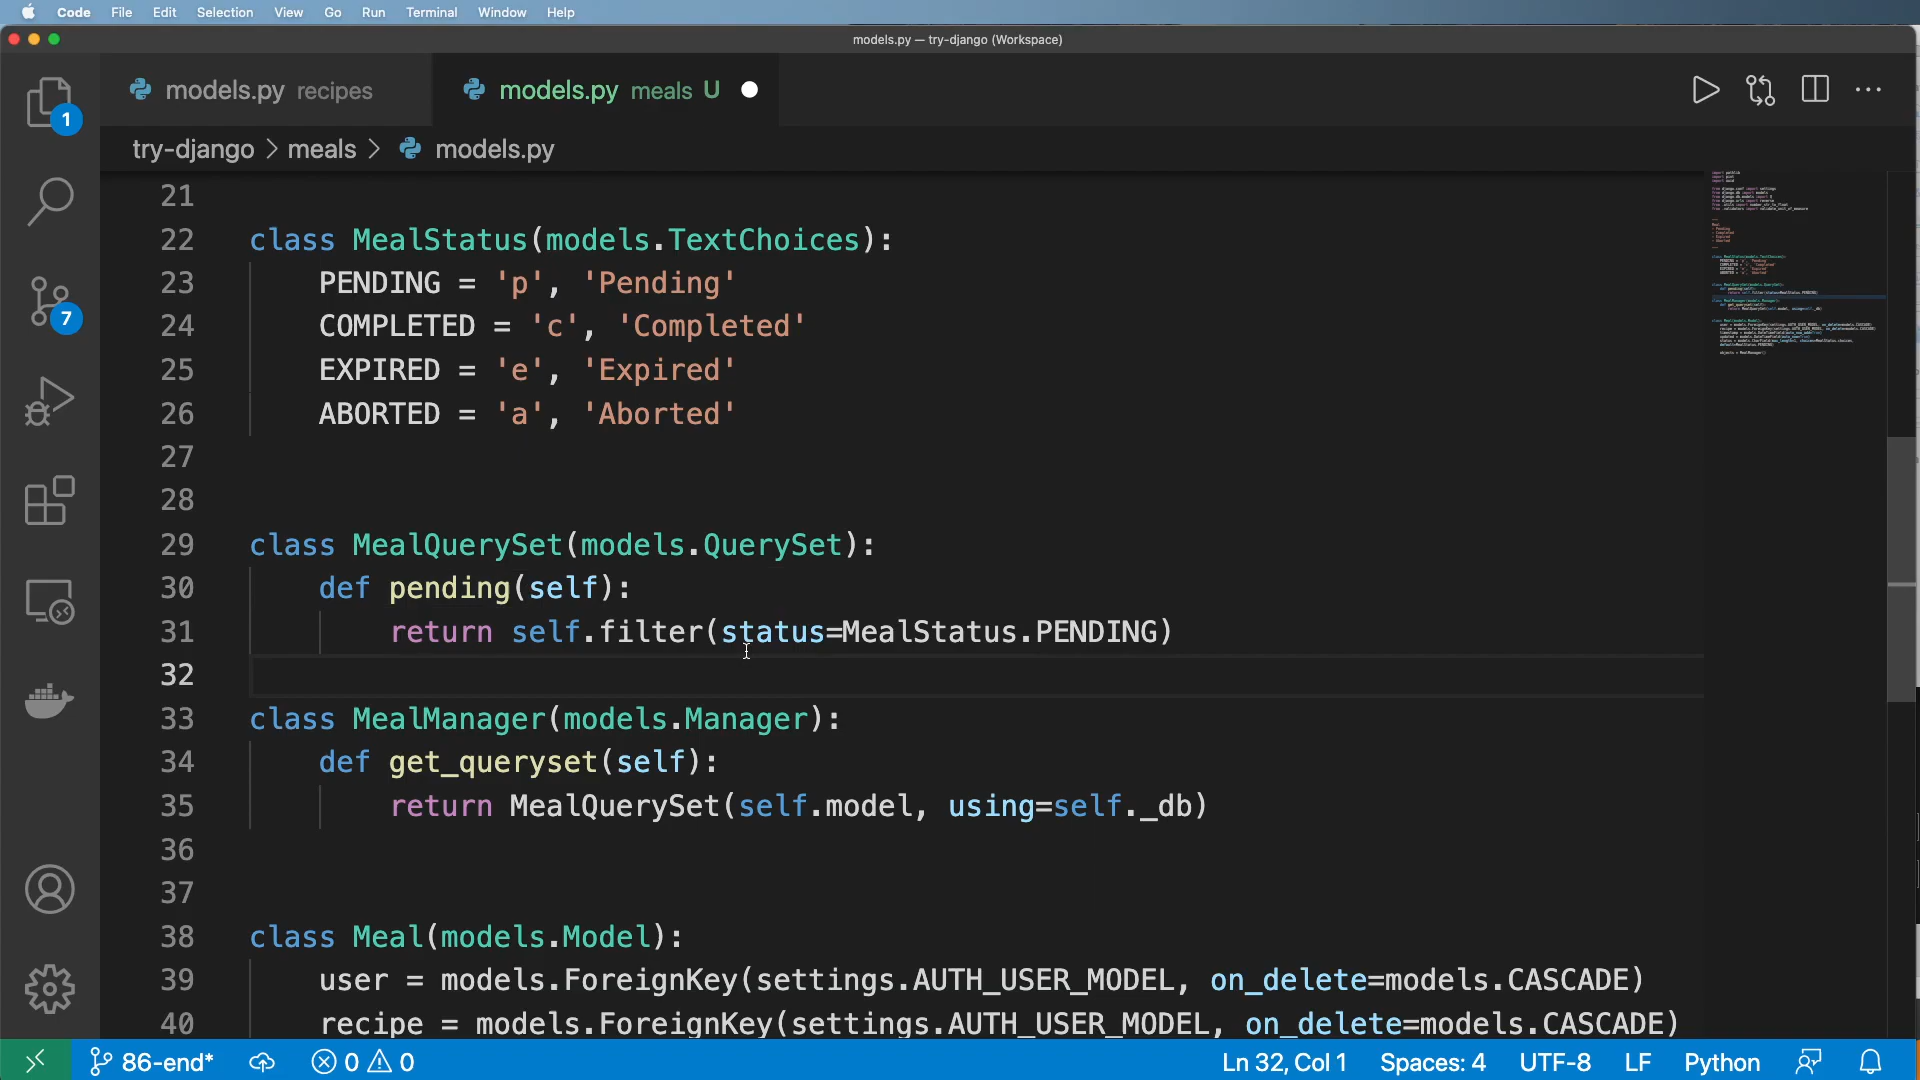 Code File Edit Selection View Go Run Terminal Window Help
models.py — try-django (Workspace)
models.py recipes
models.py meals U
1
try-django > meals > models.py
7
21
22 class MealStatus(models.TextChoices):
23 PENDING = 'p', 'Pending'
24 COMPLETED = 'c', 'Completed'
25 EXPIRED = 'e', 'Expired'
26 ABORTED = 'a', 'Aborted'
27
28
29 class MealQuerySet(models.QuerySet):
30 def pending(self):
31 return self.filter(status=MealStatus.PENDING)
32
33 class MealManager(models.Manager):
34 def get_queryset(self):
35 return MealQuerySet(self.model, using=self._db)
36
37
38 class Meal(models.Model):
39 user = models.ForeignKey(settings.AUTH_USER_MODEL, on_delete=models.CASCADE)
40 recipe = models.ForeignKey(settings.AUTH_USER_MODEL, on_delete=models.CASCADE)
86-end* 0 0 Ln 32, Col 1 Spaces: 4 UTF-8 LF Python